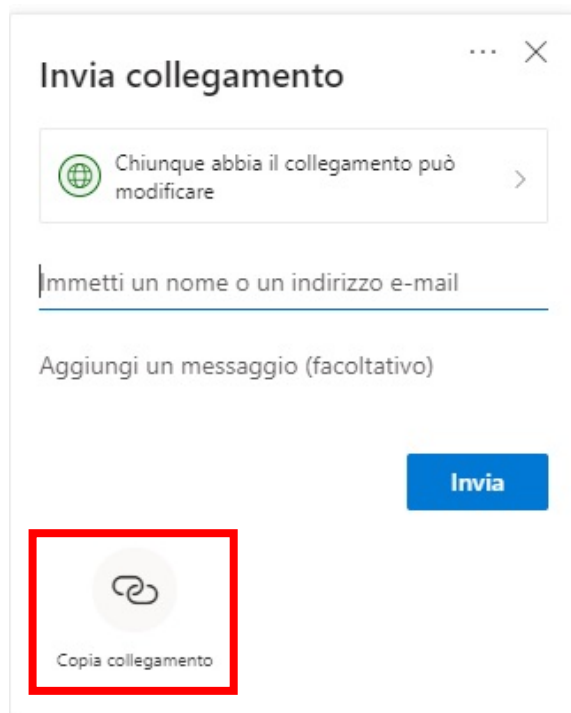 Invia collegamento
Chiunque abbia il collegamento può
modificare
Immetti un nome o un indirizzo e-mail
Aggiungi un messaggio (facoltativo)
Invia
Copia collegamento